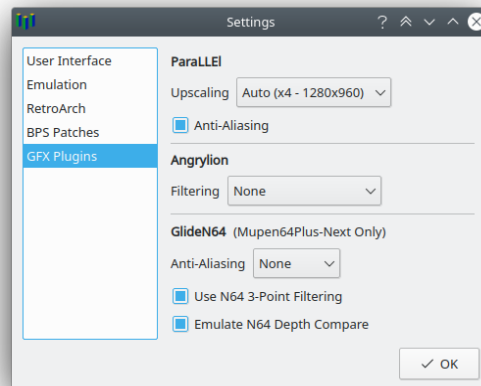 Settings
User Interface
Emulation
RetroArch
BPS Patches
GFX Plugins
ParaLLEl
Upscaling Auto (x4 - 1280x960)
Anti-Aliasing
Angrylion
Filtering None
GlideN64 (Mupen64Plus-Next Only)
Anti-Aliasing None
Use N64 3-Point Filtering
Emulate N64 Depth Compare
OK